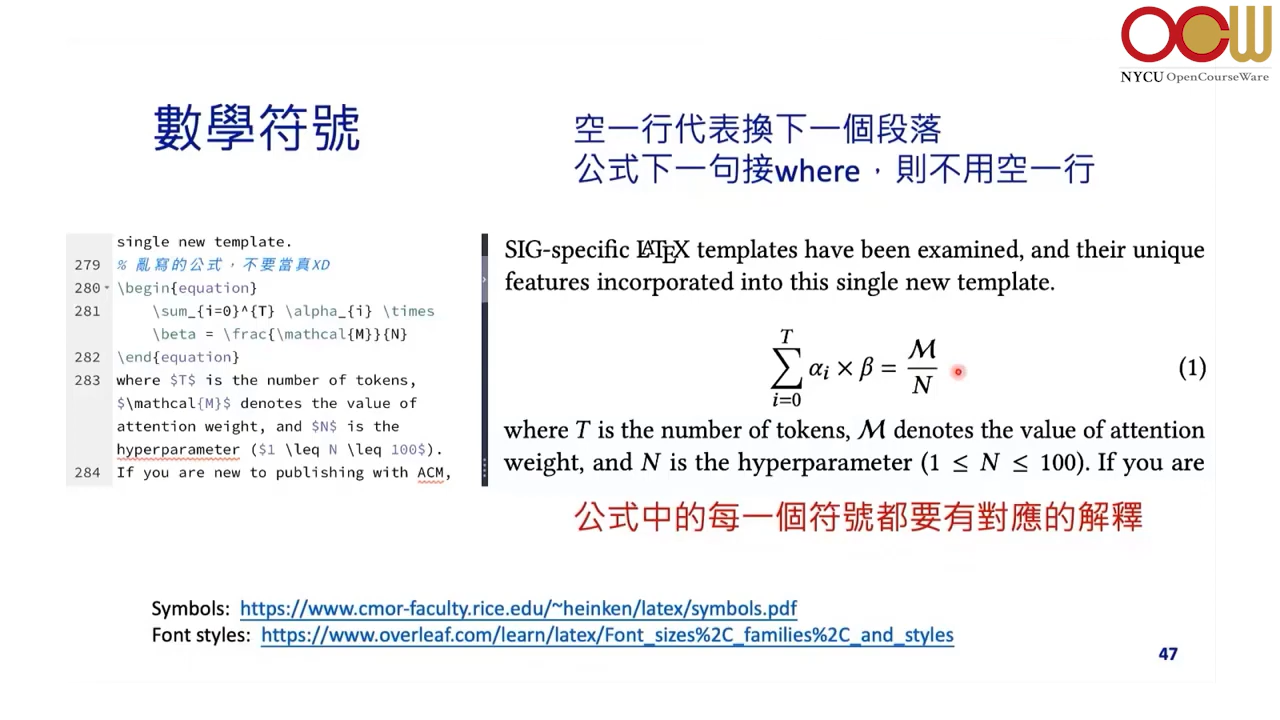 OCW
NYCU OpenCourseWare
數學符號
空一行代表換下一個段落
公式下一句接where，則不用空一行
single new template.
279 % 亂寫的公式，不要當真XD
280 \begin{equation}
281 \sum_{i=0}^{T} \alpha_{i} \times
\beta = \frac{\mathcal{M}}{N}
282 \end{equation}
283 where $T$ is the number of tokens,
$\mathcal{M}$ denotes the value of
attention weight, and $N$ is the
hyperparameter ($1 \leq N \leq 100$).
284 If you are new to publishing with ACM,
SIG-specific LATEX templates have been examined, and their unique
features incorporated into this single new template.
T
∑ αi × β = M
i=0 N (1)
where T is the number of tokens, M denotes the value of attention
weight, and N is the hyperparameter (1 ≤ N ≤ 100). If you are
公式中的每一個符號都要有對應的解釋
Symbols: https://www.cmor-faculty.rice.edu/~heinken/latex/symbols.pdf
Font styles: https://www.overleaf.com/learn/latex/Font_sizes%2C_families%2C_and_styles
47